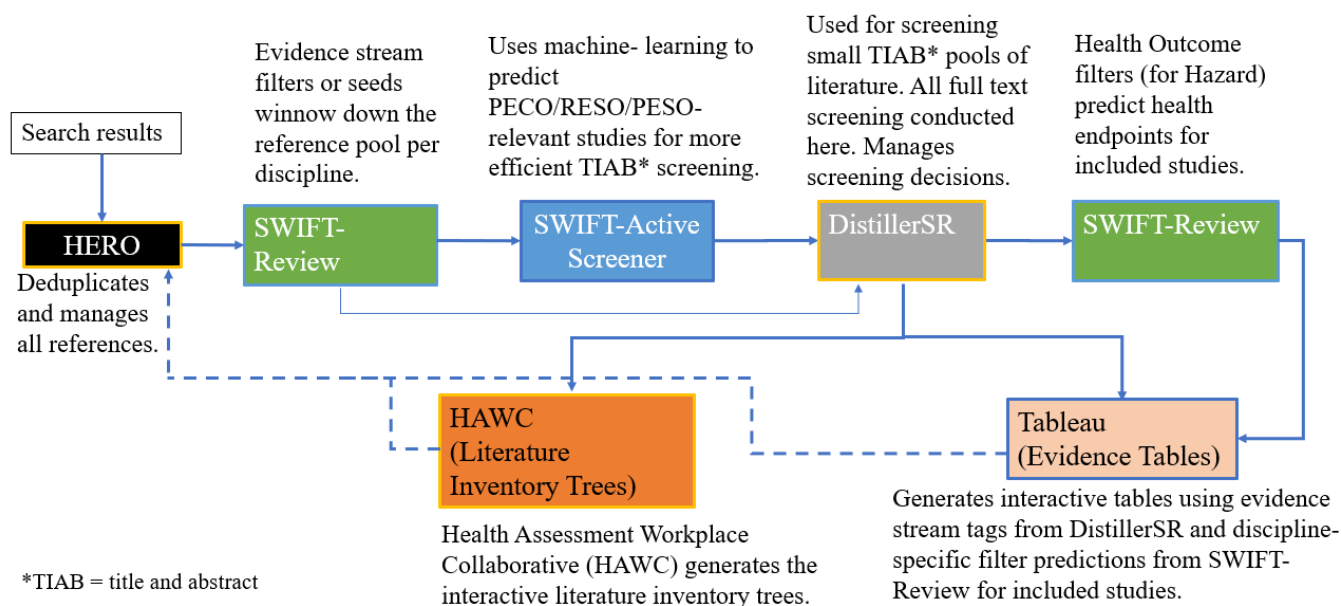 Search results
HERO
Deduplicates
and manages
all references.
Evidence stream
filters or seeds
winnow down the
reference pool per
discipline.
SWIFT-
Review
Uses machine- learning to
predict
PECO/RESO/PESO-
relevant studies for more
efficient TIAB* screening.
SWIFT-Active
Screener
Used for screening
small TIAB* pools of
literature. All full text
screening conducted
here. Manages
screening decisions.
DistillerSR
Health Outcome
filters (for Hazard)
predict health
endpoints for
included studies.
SWIFT-Review
HAWC
(Literature
Inventory Trees)
Health Assessment Workplace
Collaborative (HAWC) generates the
interactive literature inventory trees.
Tableau
(Evidence Tables)
Generates interactive tables using evidence
stream tags from DistillerSR and discipline-
specific filter predictions from SWIFT-
Review for included studies.
*TIAB = title and abstract